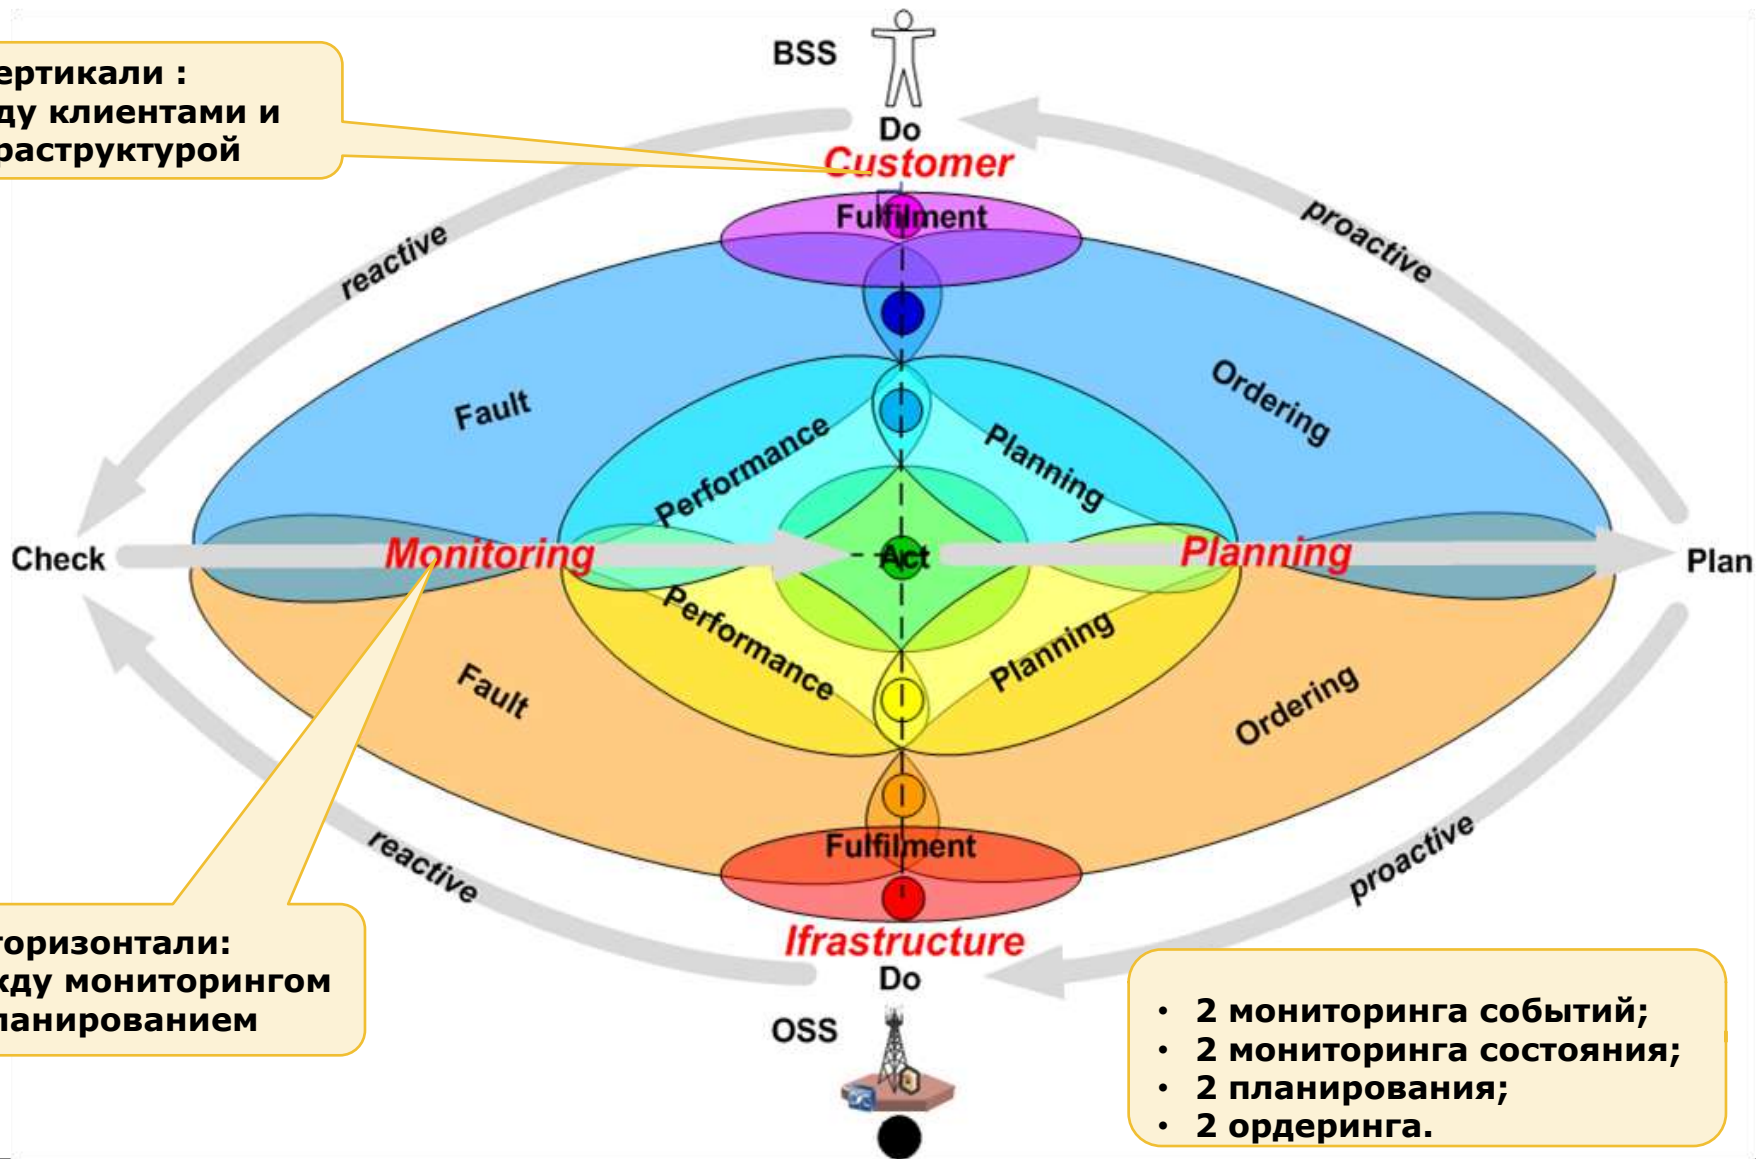 BSS
ертикали :
ду клиентами и
раструктурой
Do
Customer
Fulfilment
reactive
proactive
Fault
Ordering
Performance
Planning
Check
Monitoring
Act
Planning
Plan
Performance
Planning
Fault
Ordering
Fulfilment
reactive
proactive
Ifrastructure
Do
OSS
горизонтали:
жду мониторингом
ланированием
• 2 мониторинга событий;
• 2 мониторинга состояния;
• 2 планирования;
• 2 ордеринга.